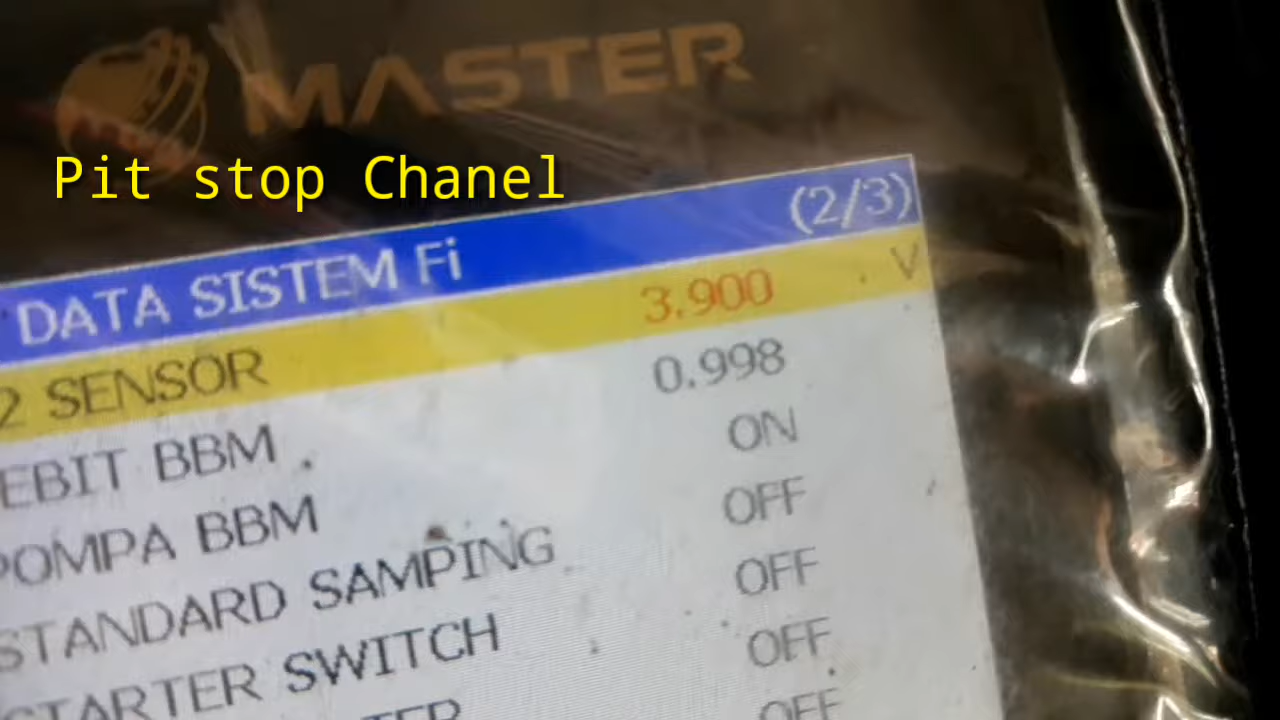 MASTER
Pit stop Chanel
DATA SISTEM Fi (2/3)
2 SENSOR 3.900 V
EBIT BBM 0.998
POMPA BBM ON
STANDARD SAMPING OFF
STARTER SWITCH OFF
TER OFF
OFF